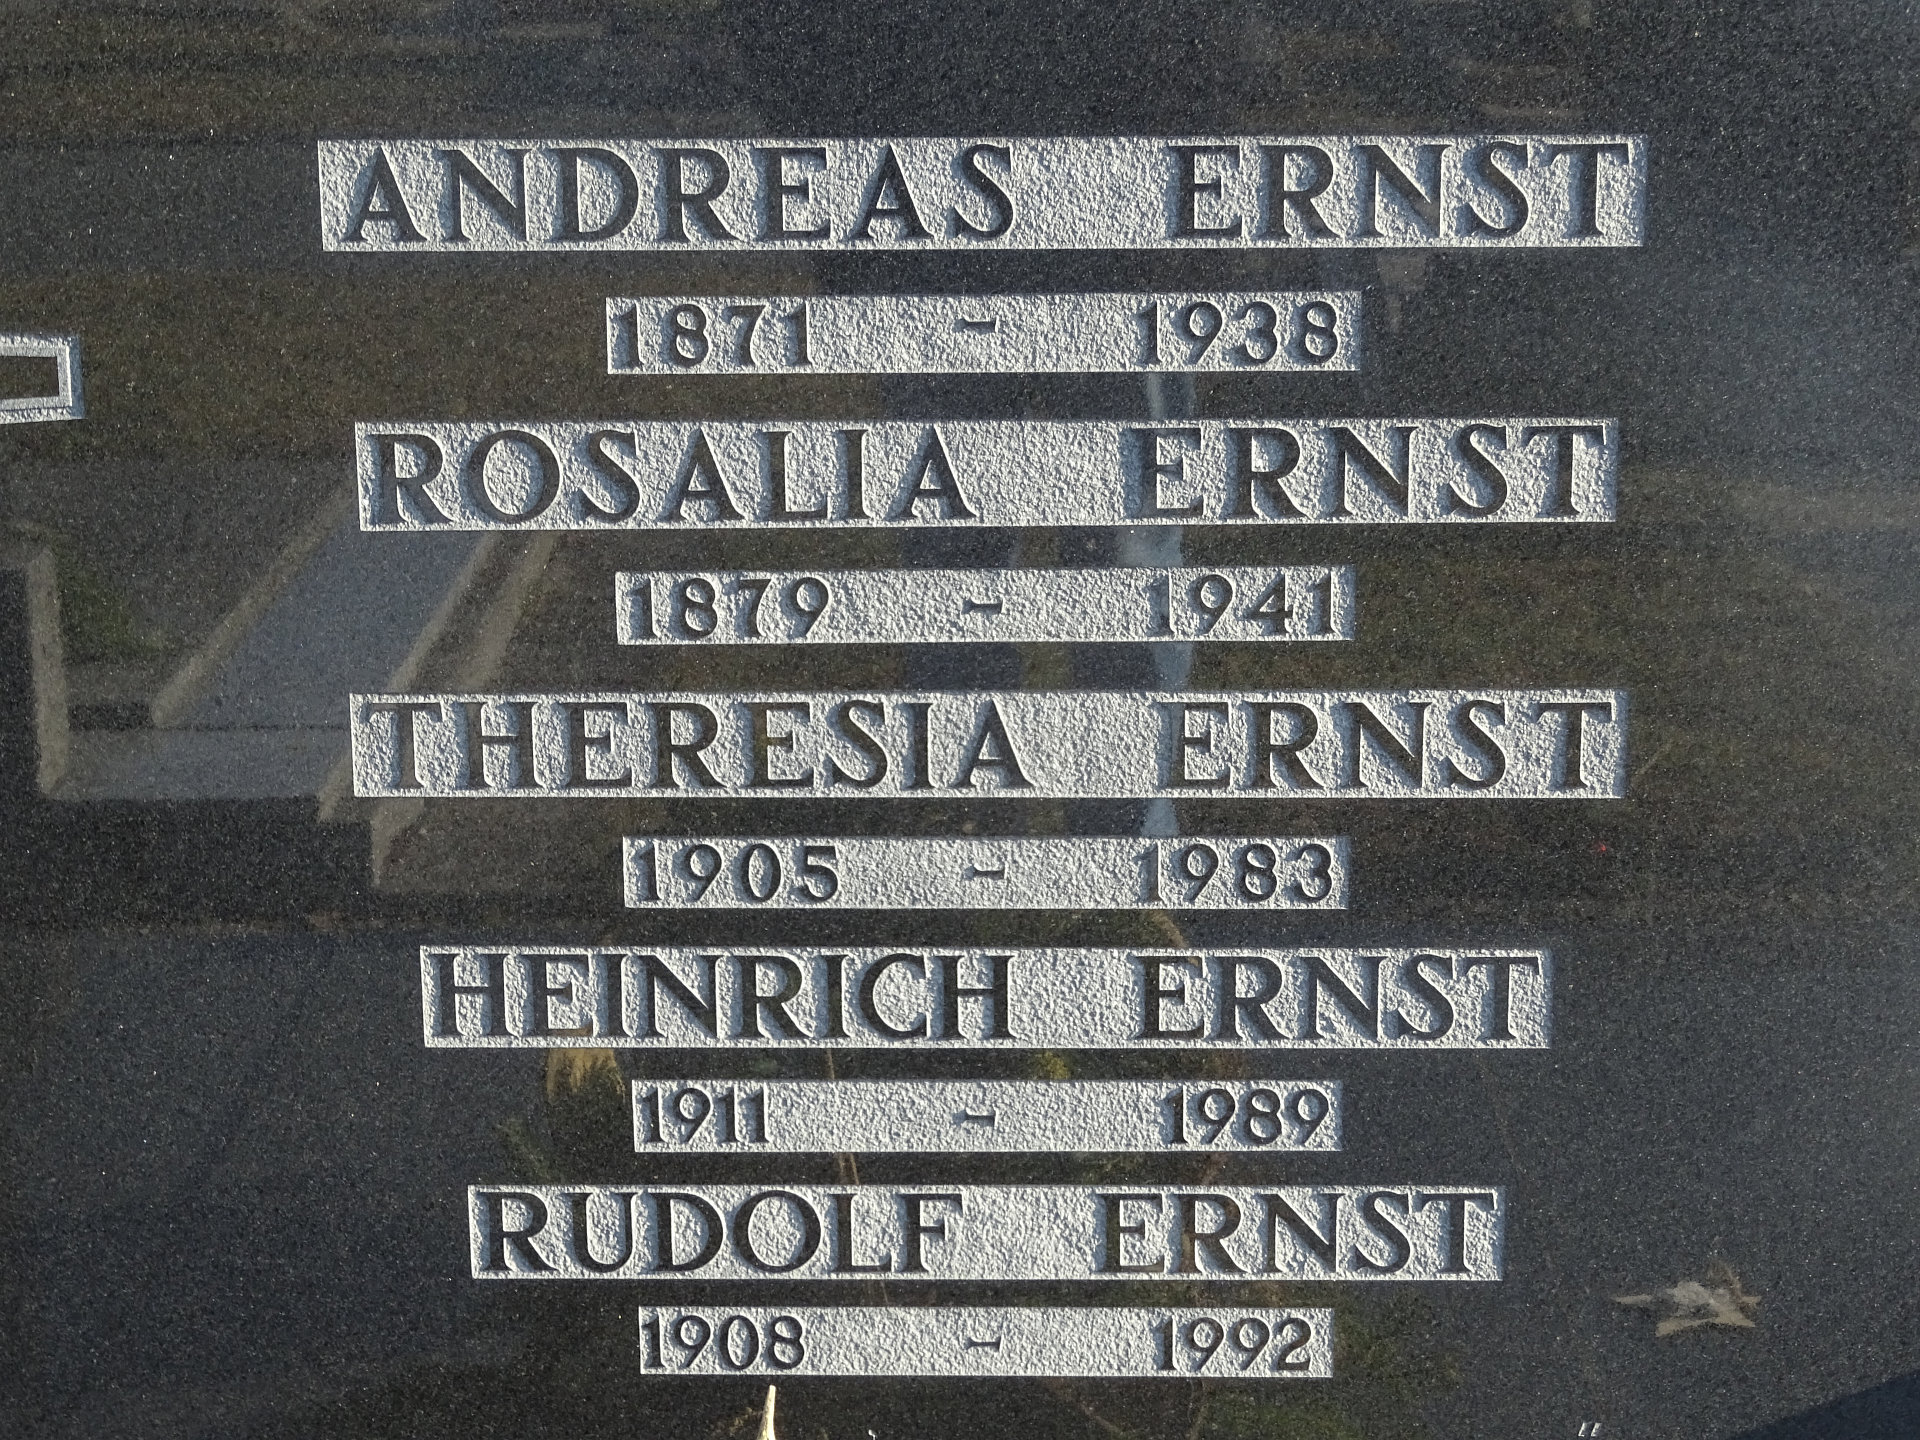 ANDREAS ERNST
1871 - 1938
ROSALIA ERNST
1879 - 1941
THERESIA ERNST
1905 - 1983
HEINRICH ERNST
1911 - 1989
RUDOLF ERNST
1908 - 1992